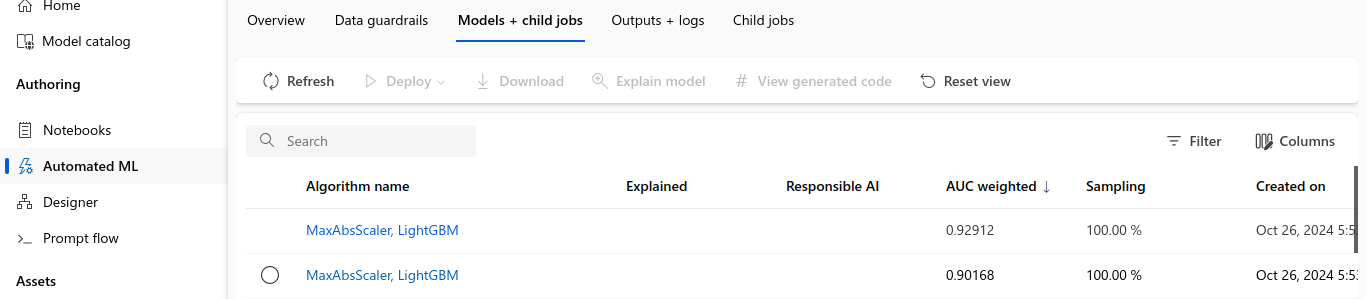 Home
Model catalog
Authoring
Notebooks
Automated ML
Designer
Prompt flow
Assets
Overview Data guardrails Models + child jobs Outputs + logs Child jobs
Refresh Deploy Download Explain model # View generated code Reset view
Search Filter Columns
Algorithm name Explained Responsible AI AUC weighted ↓ Sampling Created on
MaxAbsScaler, LightGBM 0.92912 100.00 % Oct 26, 2024 5:5
MaxAbsScaler, LightGBM 0.90168 100.00 % Oct 26, 2024 5:5